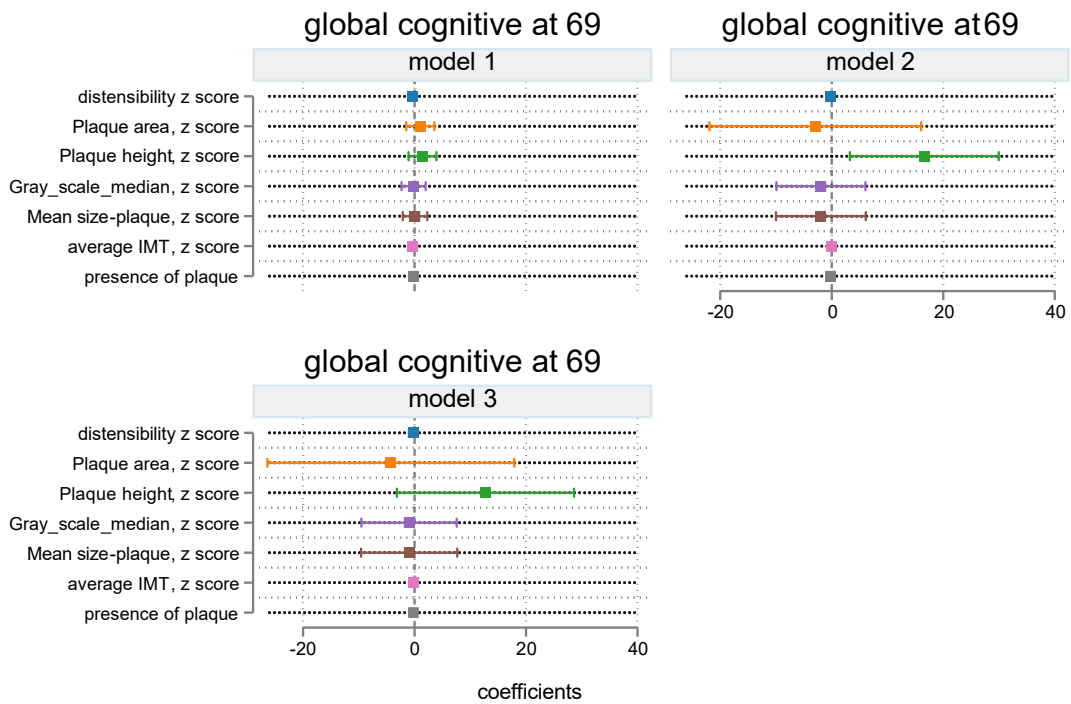 global cognitive at 69
global cognitive at69
model 1
model 2
distensibility z score
Plaque area, z score
Plaque height, z score
Gray_scale_median, z score
Mean size-plaque, z score
average IMT, z score
presence of plaque
-20 0 20 40
global cognitive at 69
model 3
distensibility z score
Plaque area, z score
Plaque height, z score
Gray_scale_median, z score
Mean size-plaque, z score
average IMT, z score
presence of plaque
-20 0 20 40
coefficients